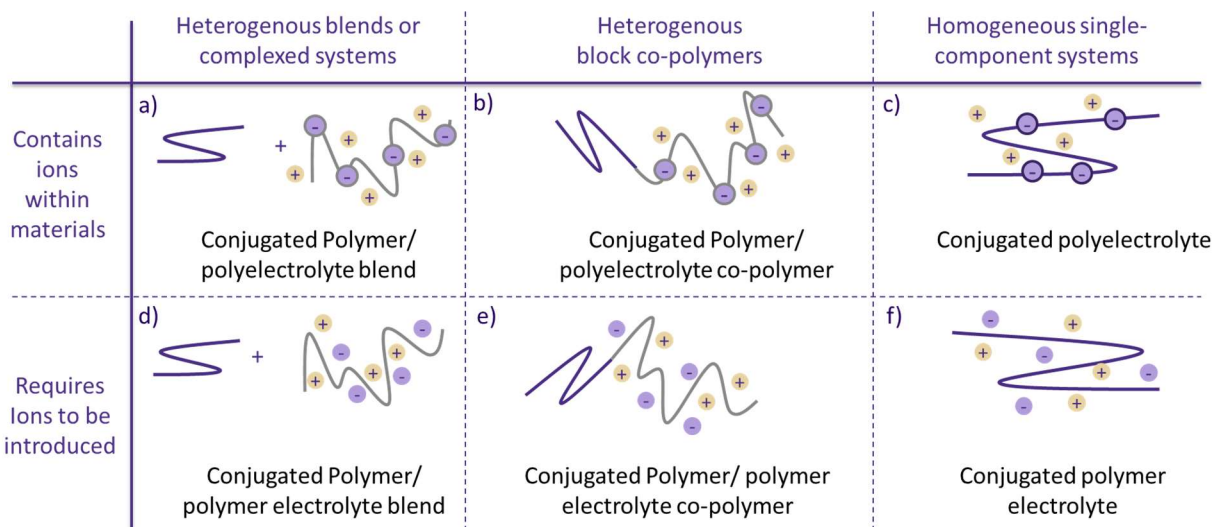 Heterogeneous blends or
complexed systems
Heterogenous
block co-polymers
Homogeneous single-
component systems
Contains
ions
within
materials
a)
+
+
+
+
+
+
-
-
-
-
Conjugated Polymer/
polyelectrolyte blend
b)
+
+
+
+
-
-
-
-
Conjugated Polymer/
polyelectrolyte co-polymer
c)
+
+
+
+
-
-
-
-
Conjugated polyelectrolyte
Requires
Ions to be
introduced
d)
+
+
+
+
+
-
-
-
-
Conjugated Polymer/
polymer electrolyte blend
e)
+
+
+
+
-
-
-
-
Conjugated Polymer/ polymer
electrolyte co-polymer
f)
+
+
+
+
-
-
-
-
Conjugated polymer
electrolyte